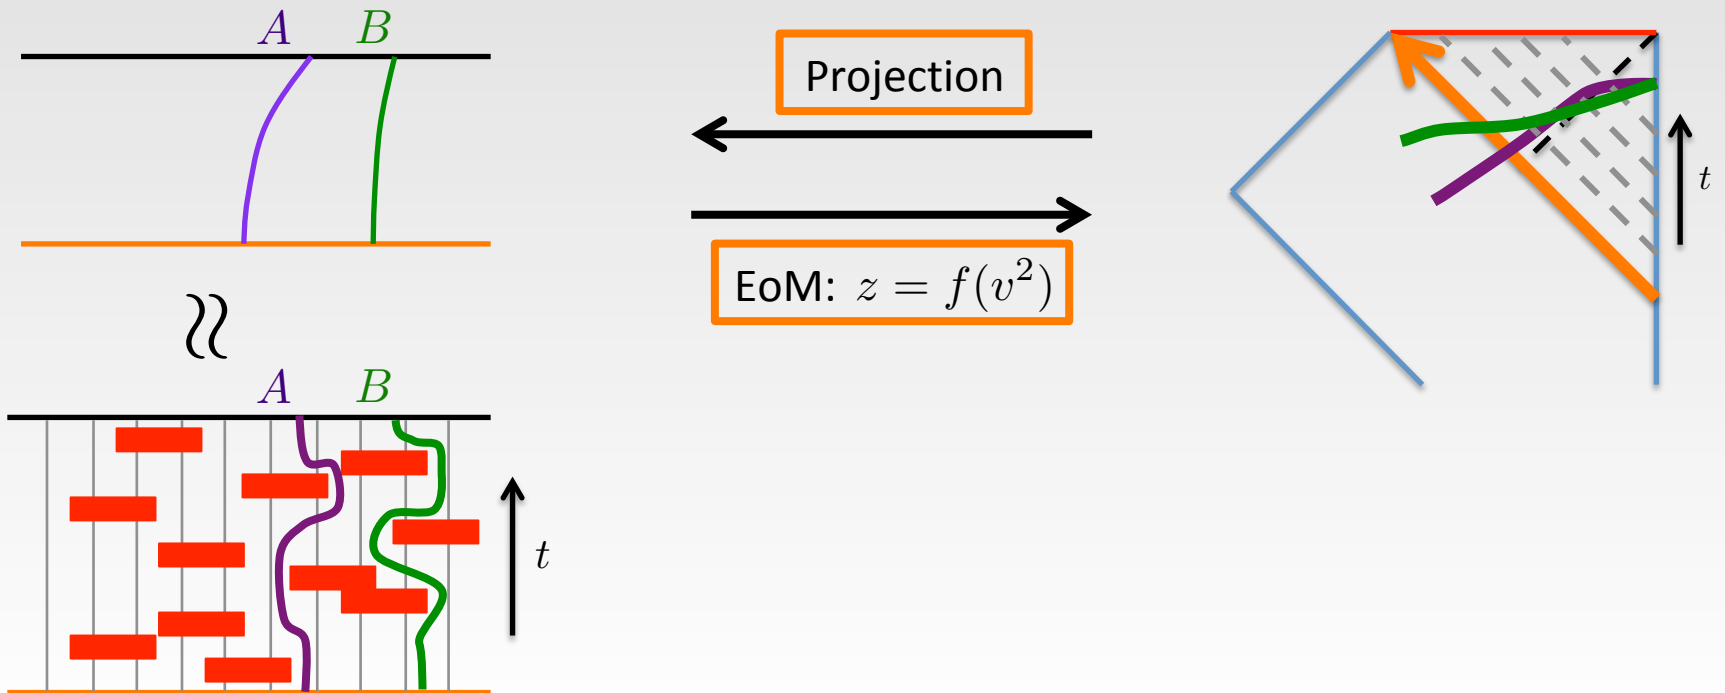 A B
Projection
EoM: z = f(v²)
t
A B
t